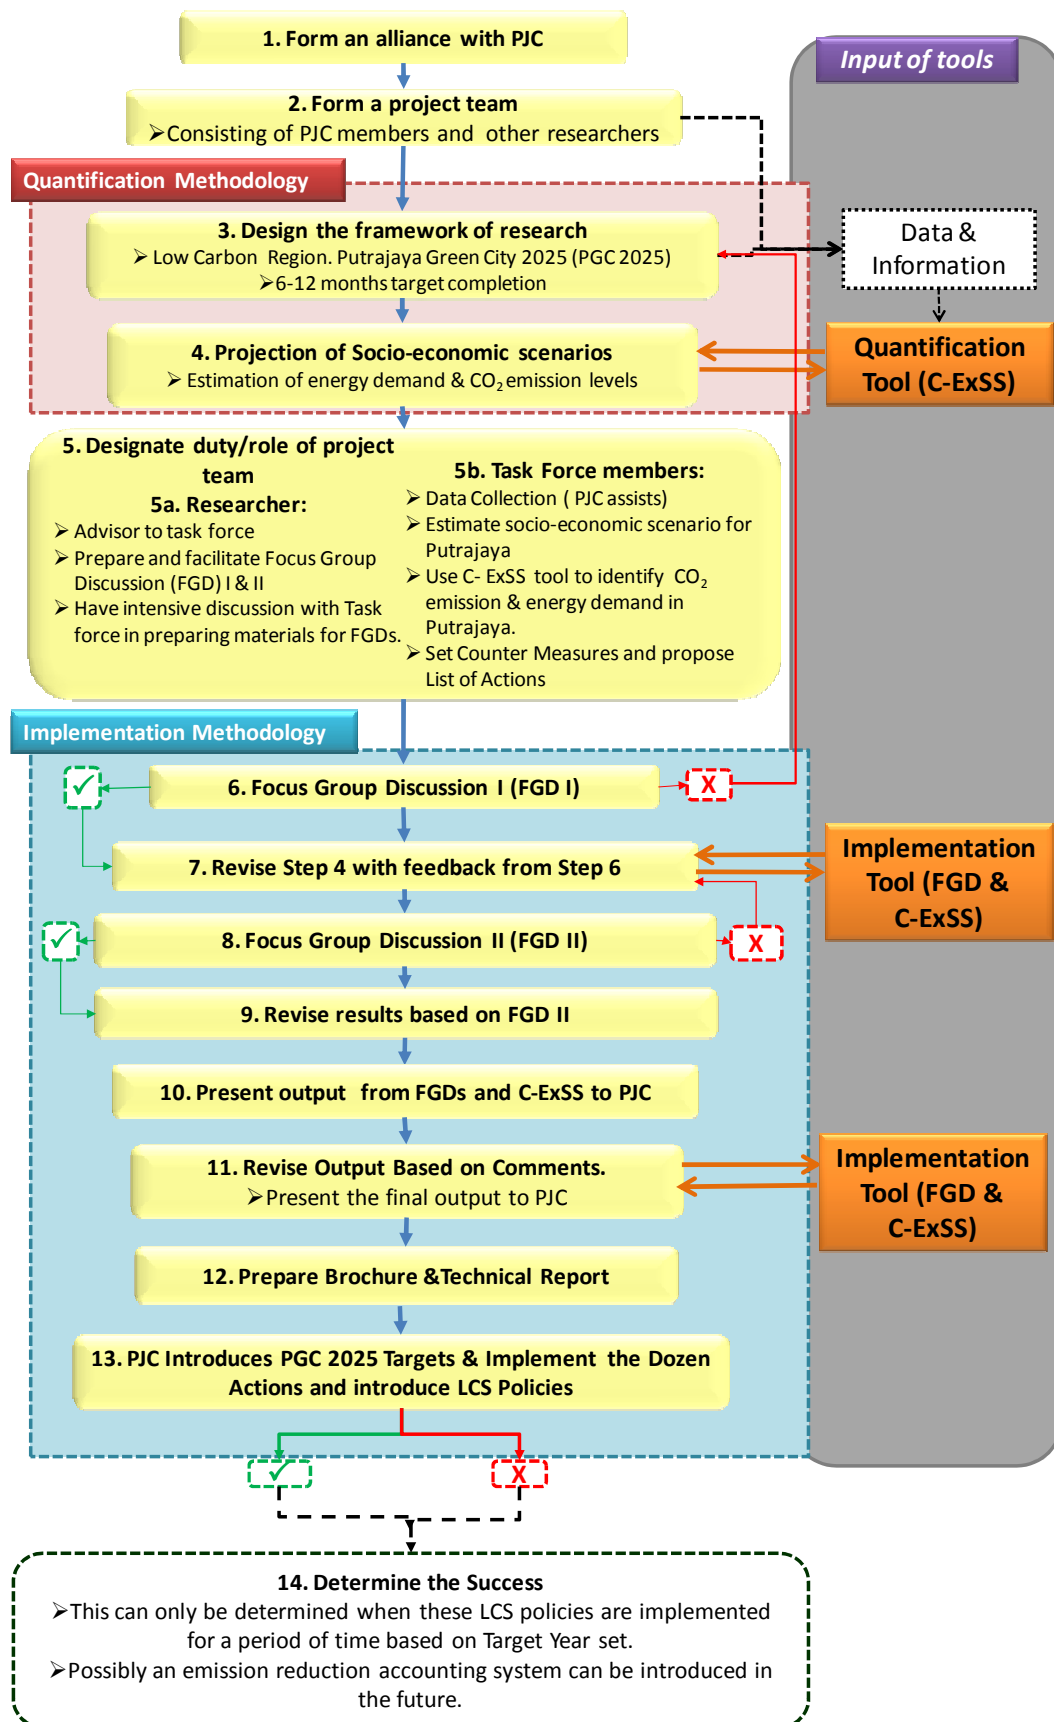 1. Form an alliance with PJC
Input of tools
2. Form a project team
➢Consisting of PJC members and other researchers
Quantification Methodology
3. Design the framework of research
➢ Low Carbon Region. Putrajaya Green City 2025 (PGC 2025)
➢6-12 months target completion
Data &
Information
4. Projection of Socio-economic scenarios
➢ Estimation of energy demand & CO₂ emission levels
Quantification
Tool (C-ExSS)
5. Designate duty/role of project
team
5a. Researcher:
➢ Advisor to task force
➢ Prepare and facilitate Focus Group
Discussion (FGD) I & II
➢ Have intensive discussion with Task
force in preparing materials for FGDs.
5b. Task Force members:
➢ Data Collection ( PJC assists)
➢ Estimate socio-economic scenario for
Putrajaya
➢ Use C- ExSS tool to identify CO₂
emission & energy demand in
Putrajaya.
➢ Set Counter Measures and propose
List of Actions
Implementation Methodology
✓
6. Focus Group Discussion I (FGD I)
X
7. Revise Step 4 with feedback from Step 6
Implementation
Tool (FGD &
C-ExSS)
✓
8. Focus Group Discussion II (FGD II)
X
9. Revise results based on FGD II
10. Present output from FGDs and C-ExSS to PJC
11. Revise Output Based on Comments.
➢Present the final output to PJC
Implementation
Tool (FGD &
C-ExSS)
12. Prepare Brochure &Technical Report
13. PJC Introduces PGC 2025 Targets & Implement the Dozen
Actions and introduce LCS Policies
✓
X
14. Determine the Success
➢This can only be determined when these LCS policies are implemented
for a period of time based on Target Year set.
➢Possibly an emission reduction accounting system can be introduced in
the future.